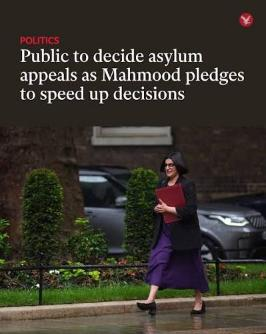 POLITICS
Public to decide asylum
appeals as Mahmood pledges
to speed up decisions